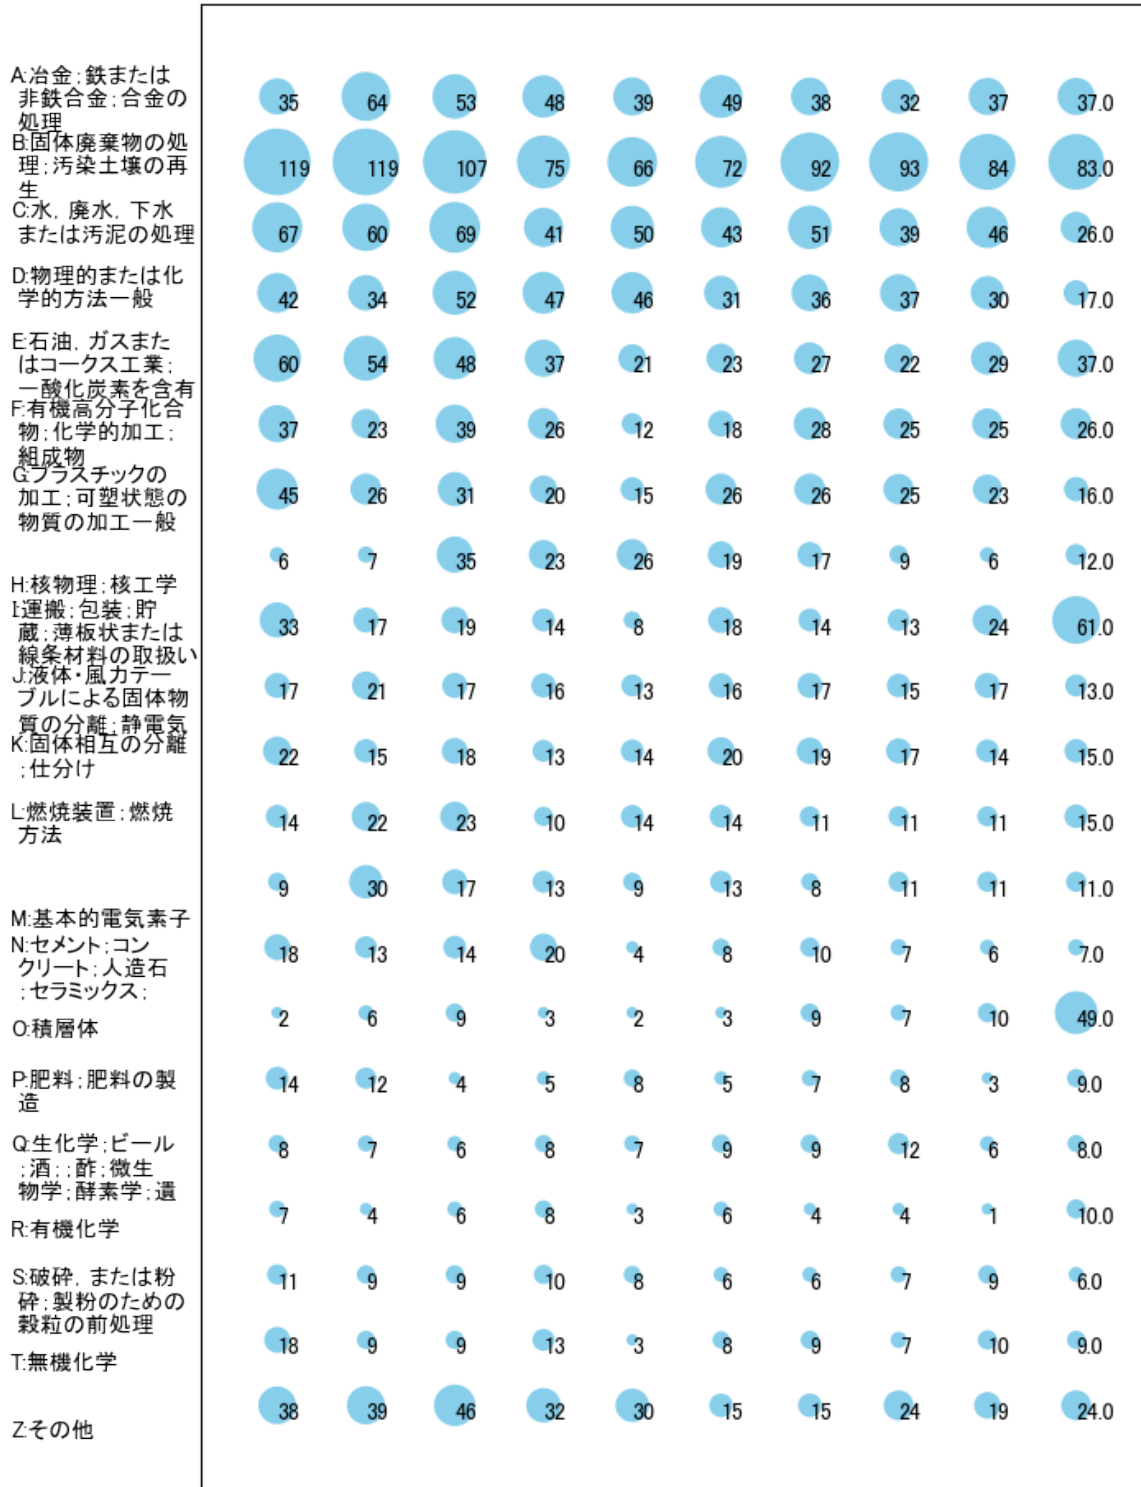 A:冶金;鉄または
非鉄合金;合金の
処理
35 64 53 48 39 49 38 32 37 37.0
B:固体廃棄物の処
理;汚染土壌の再
生
119 119 107 75 66 72 92 93 84 83.0
C:水,廃水,下水
または汚泥の処理
67 60 69 41 50 43 51 39 46 26.0
D:物理的または化
学的方法一般
42 34 52 47 46 31 36 37 30 17.0
E:石油,ガスまた
はコークス工業;
一酸化炭素を含有
60 54 48 37 21 23 27 22 29 37.0
F:有機高分子化合
物;化学的加工;
組成物
37 23 39 26 12 18 28 25 25 26.0
G:プラスチックの
加工;可塑状態の
物質の加工一般
45 26 31 20 15 26 26 25 23 16.0
6 7 35 23 26 19 17 9 6 12.0
H:核物理;核工学
I:運搬;包装;貯
蔵;薄板状または
線条材料の取扱い
33 17 19 14 8 18 14 13 24 61.0
J:液体・風力テー
ブルによる固体物
質の分離;静電気
17 21 17 16 13 16 17 15 17 13.0
K:固体相互の分離
;仕分け
22 15 18 13 14 20 19 17 14 15.0
L:燃焼装置;燃焼
方法
14 22 23 10 14 14 11 11 11 15.0
9 30 17 13 9 13 8 11 11 11.0
M:基本的電気素子
N:セメント;コン
クリート;人造石
;セラミックス;
18 13 14 20 4 8 10 7 6 7.0
2 6 9 3 2 3 9 7 10 49.0
O:積層体
P:肥料;肥料の製
造
14 12 4 5 8 5 7 8 3 9.0
Q:生化学;ビール
;酒;;酢;微生
物学;酵素学;遺
8 7 6 8 7 9 9 12 6 8.0
7 4 6 8 3 6 4 4 1 10.0
R:有機化学
S:破砕,または粉
砕;製粉のための
穀粒の前処理
11 9 9 10 8 6 6 7 9 6.0
18 9 9 13 3 8 9 7 10 9.0
T:無機化学
38 39 46 32 30 15 15 24 19 24.0
Z:その他